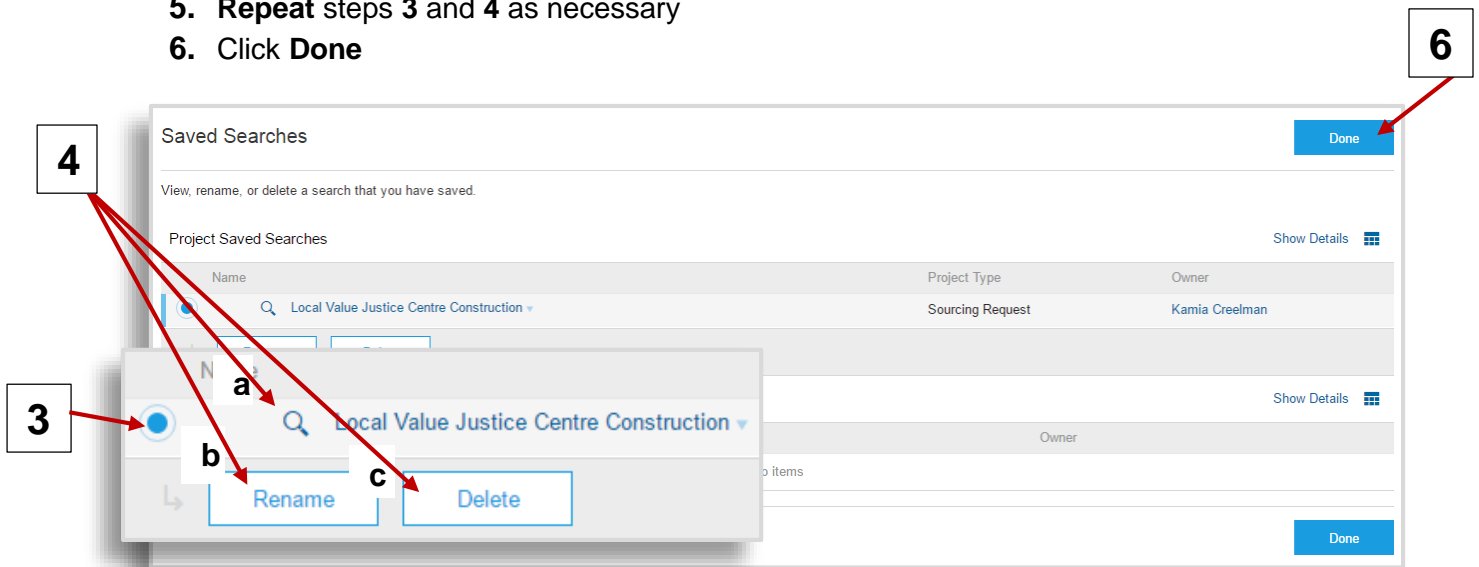 5. Repeat steps 3 and 4 as necessary
6. Click Done
6
Saved Searches
Done
4
View, rename, or delete a search that you have saved.
Project Saved Searches
Show Details
Name
Project Type
Owner
Local Value Justice Centre Construction
Sourcing Request
Kamia Creelman
a
3
Local Value Justice Centre Construction
Show Details
b
Owner
c
items
Rename
Delete
Done